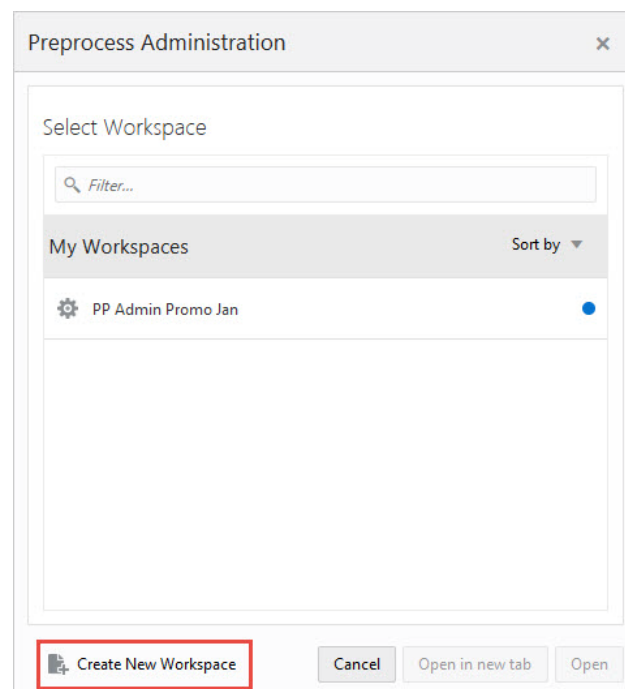 Preprocess Administration
Select Workspace
Filter...
My Workspaces Sort by
PP Admin Promo Jan
Create New Workspace Cancel Open in new tab Open